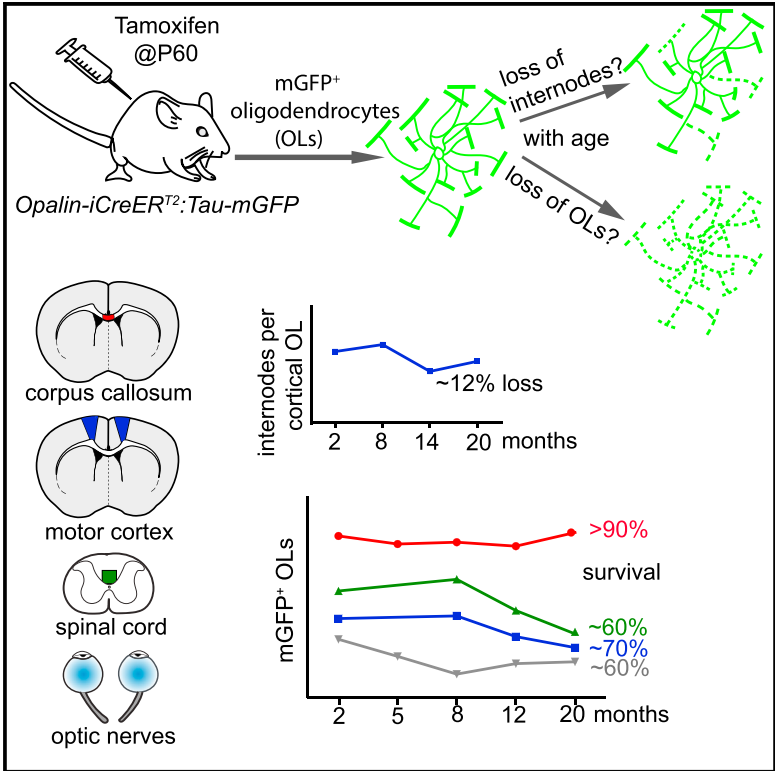 Tamoxifen
@P60
mGFP⁺
oligodendrocytes
(OLs)
Opalin-iCreERᵀ²:Tau-mGFP
loss of
internodes?
with age
loss of OLs?
corpus callosum
motor cortex
spinal cord
optic nerves
internodes per
cortical OL
~12% loss
2 8 14 20 months
mGFP⁺ OLs
>90%
survival
~60%
~70%
~60%
2 5 8 12 20 months